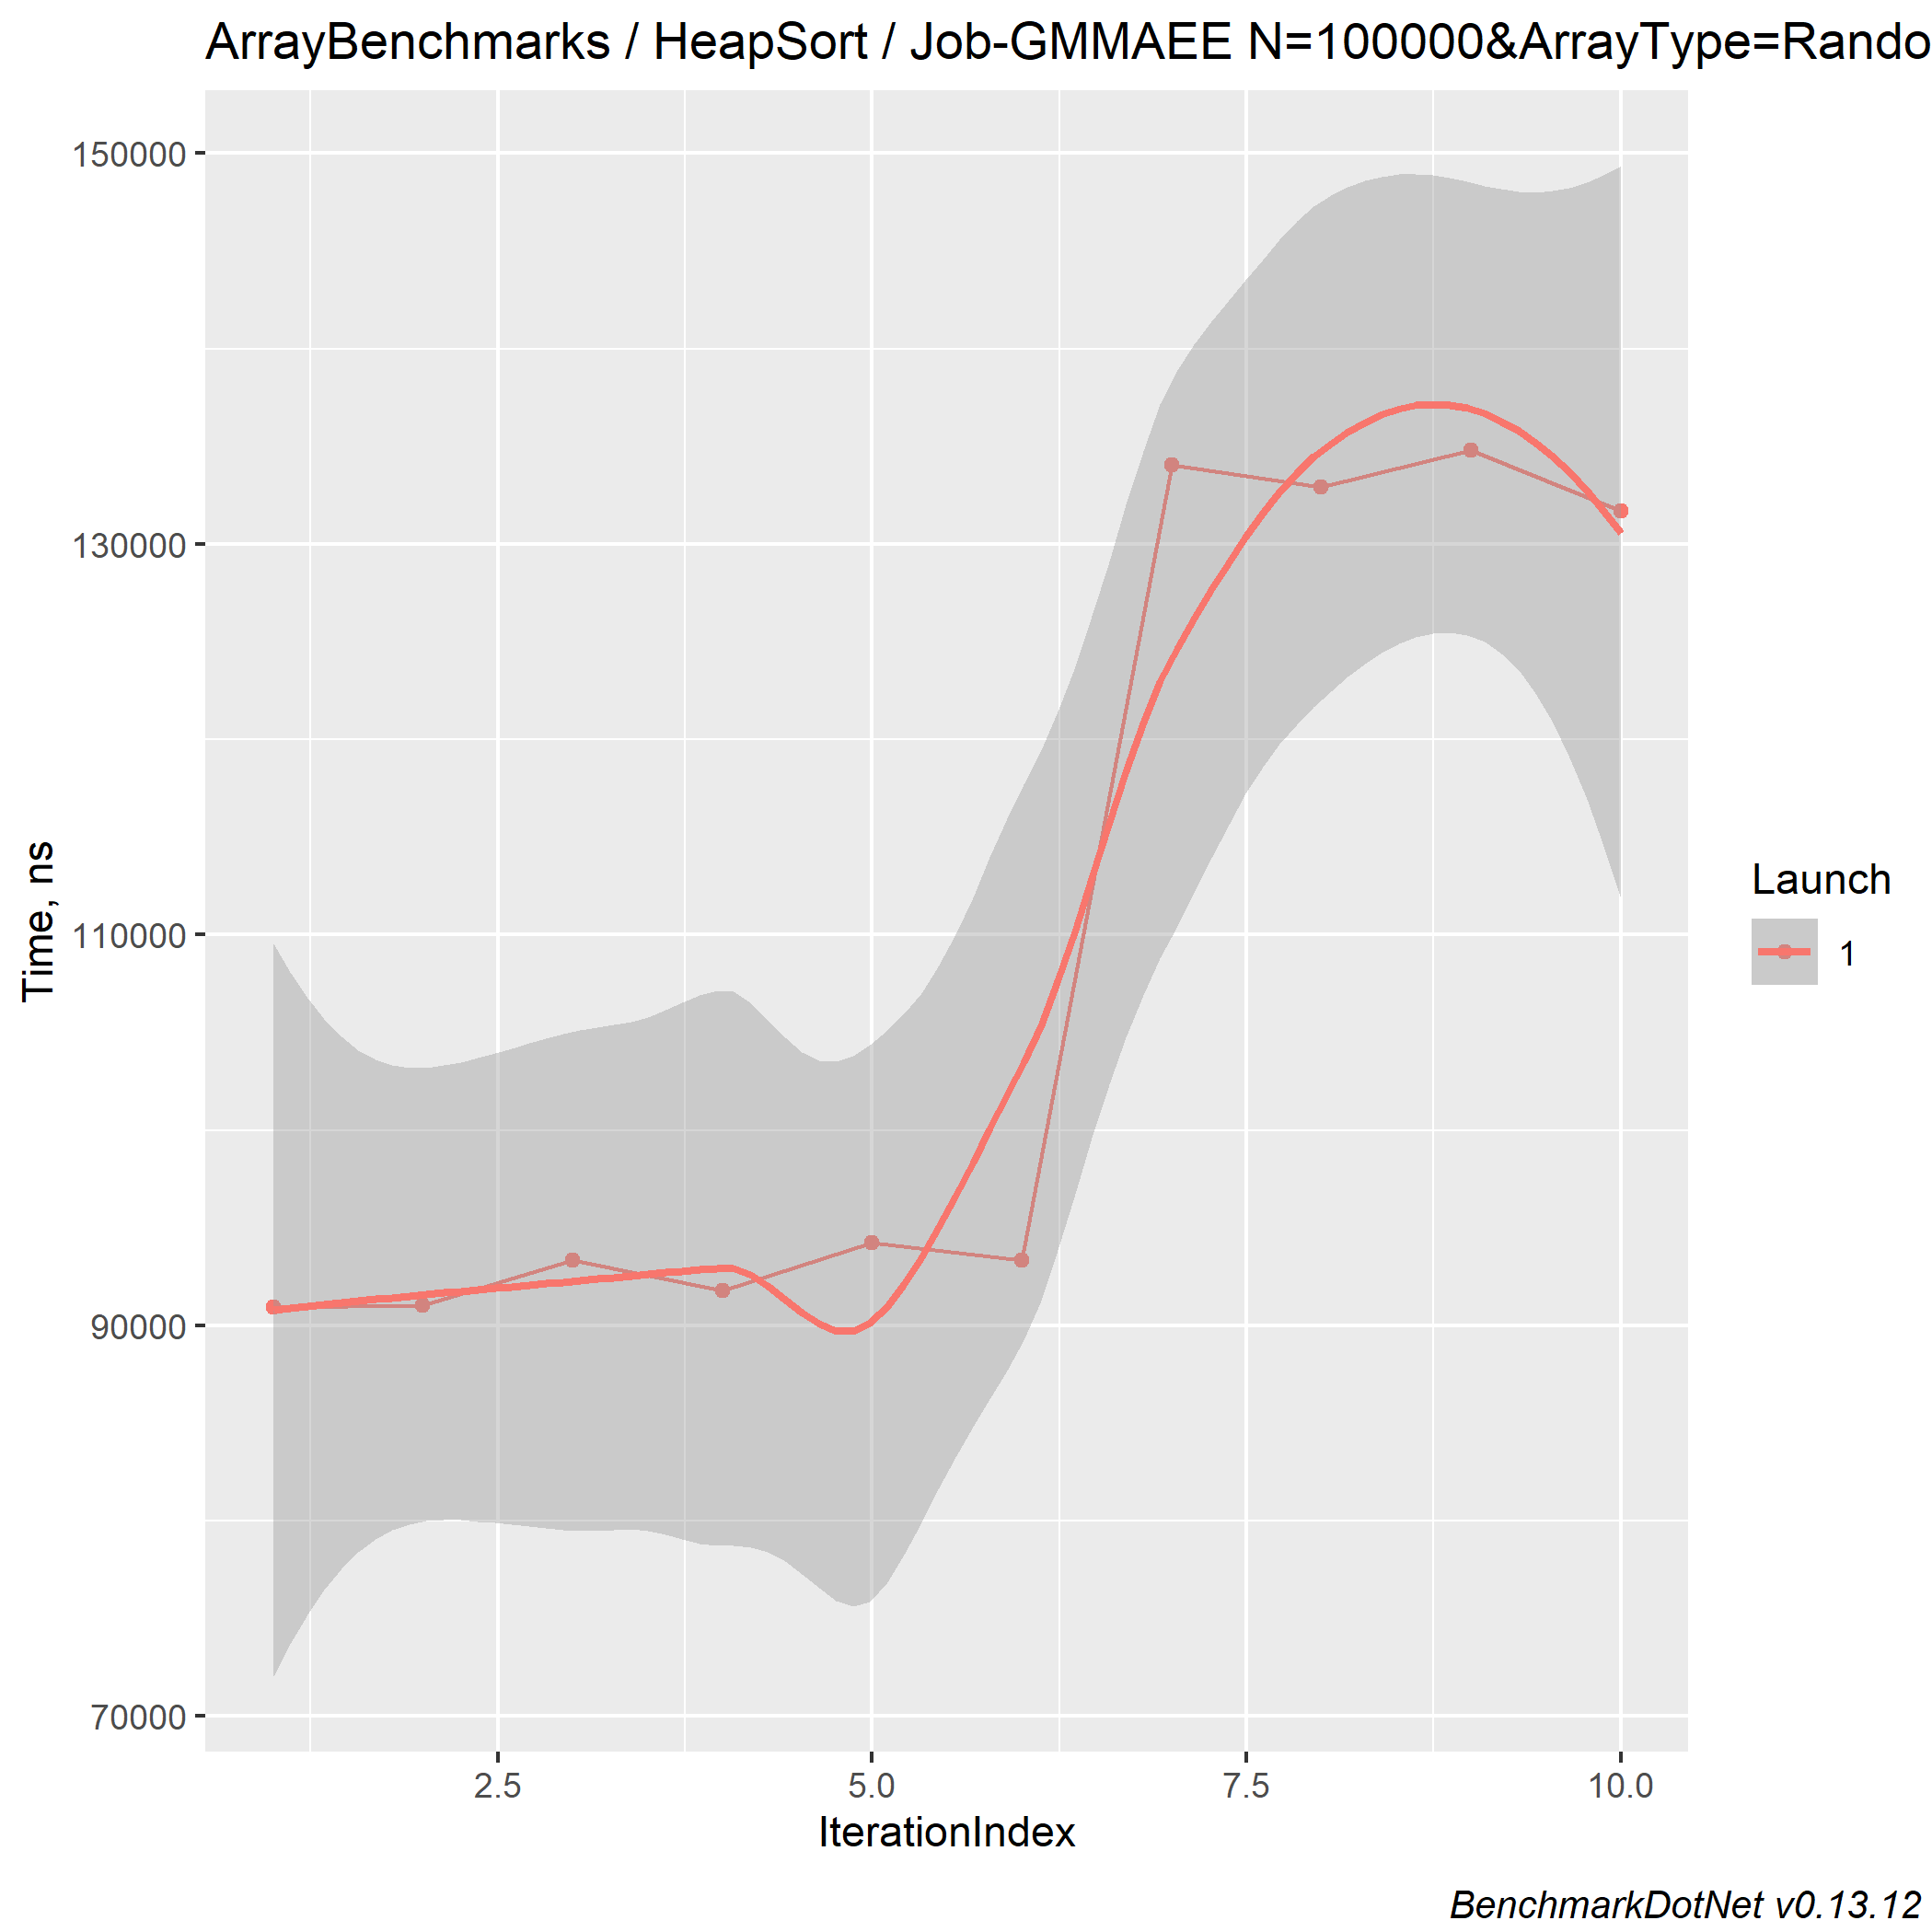 ArrayBenchmarks / HeapSort / Job-GMMAEE N=100000&ArrayType=Rando
150000
130000
110000
90000
70000
Time, ns
2.5
5.0
7.5
10.0
IterationIndex
Launch
1
BenchmarkDotNet v0.13.12